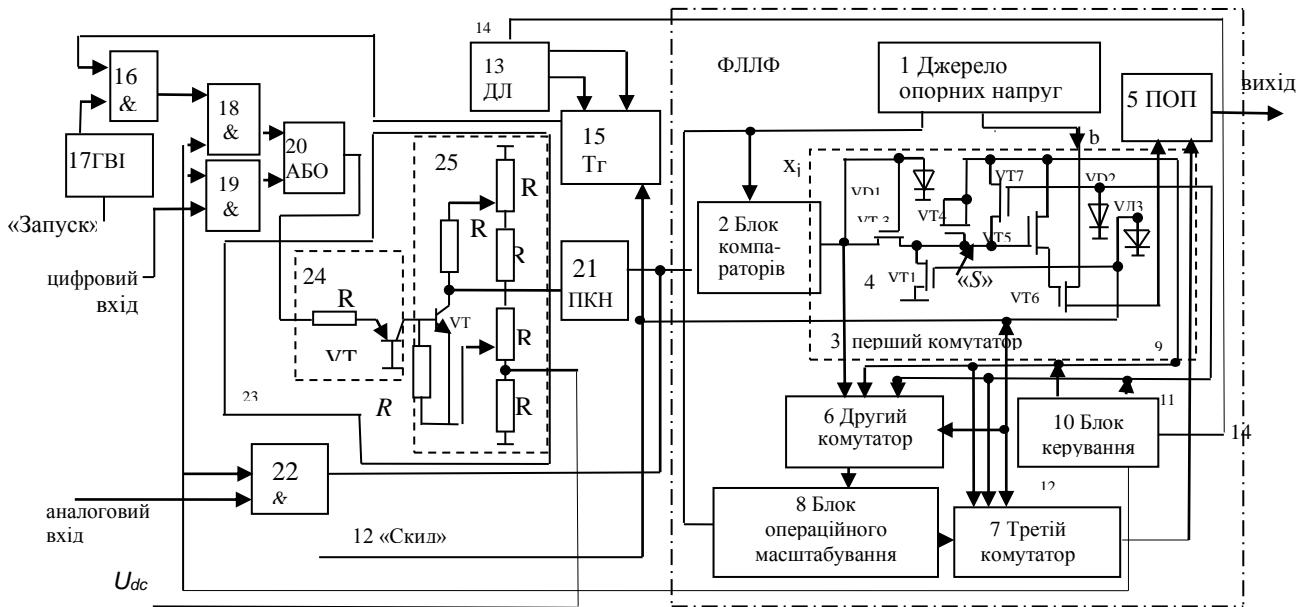 14
13
ДЛ
16
&
18
&
17ГВІ
20
АБО
19
&
«Запуск»
цифровий
вхід
15
Тг
25
R
R
R
R
R
R
24
R
VT
VT
21
ПКН
23
22
&
аналоговий
вхід
12 «Скид»
Udc
ФЛЛФ
1 Джерело
опорних напруг
5 ПОП
вихід
b
xi
VD1
VT7
VD2
VT4
VД3
VT3
VT5
2 Блок
компа-
раторів
VT1
4
«S»
VT6
3 перший комутатор
9
6 Другий
комутатор
11
10 Блок
керування
14
12
8 Блок
операційного
масштабування
7 Третій
комутатор